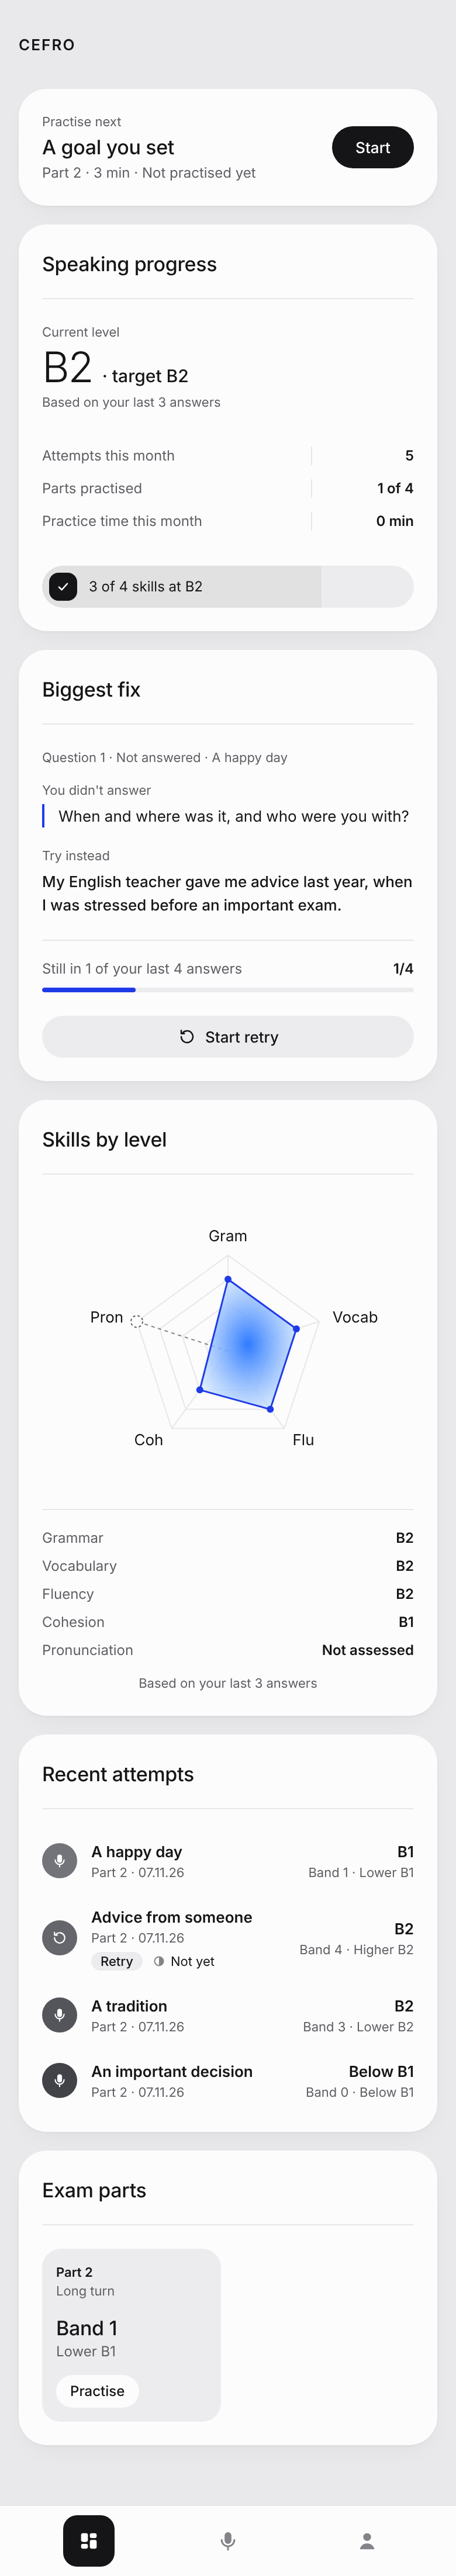 CEFRO
Practise next
A goal you set
Part 2 · 3 min · Not practised yet
Start
Speaking progress
Current level
B2 · target B2
Based on your last 3 answers
Attempts this month 5
Parts practised 1 of 4
Practice time this month 0 min
3 of 4 skills at B2
Biggest fix
Question 1 · Not answered · A happy day
You didn't answer
When and where was it, and who were you with?
Try instead
My English teacher gave me advice last year, when
I was stressed before an important exam.
Still in 1 of your last 4 answers 1/4
Start retry
Skills by level
Gram
Pron
Vocab
Coh
Flu
Grammar B2
Vocabulary B2
Fluency B2
Cohesion B1
Pronunciation Not assessed
Based on your last 3 answers
Recent attempts
A happy day B1
Part 2 · 07.11.26 Band 1 · Lower B1
Advice from someone B2
Part 2 · 07.11.26 Band 4 · Higher B2
Retry Not yet
A tradition B2
Part 2 · 07.11.26 Band 3 · Lower B2
An important decision Below B1
Part 2 · 07.11.26 Band 0 · Below B1
Exam parts
Part 2
Long turn
Band 1
Lower B1
Practise